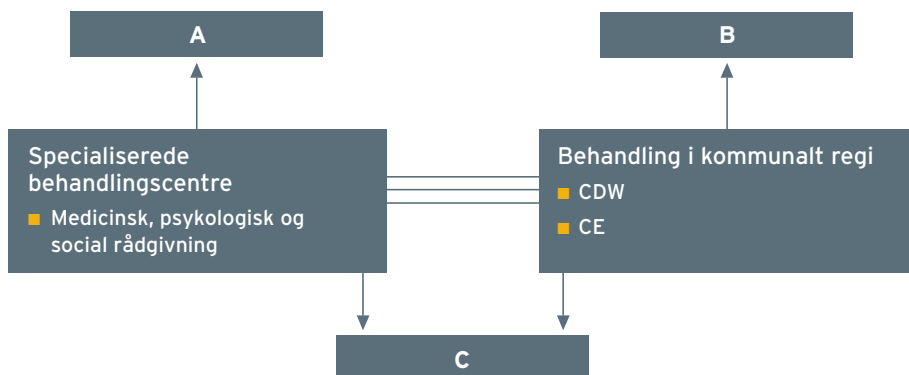 A
B
Specialiserede
behandlingscentre
Medicinsk, psykologisk og
social rådgivning
Behandling i kommunalt regi
CDW
CE
C